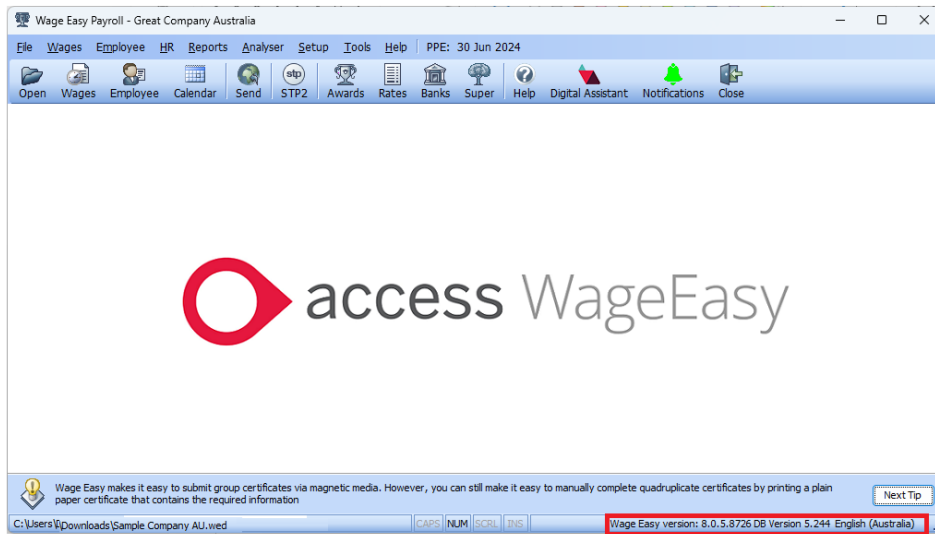 Wage Easy Payroll - Great Company Australia
File Wages Employee HR Reports Analyser Setup Tools Help PPE: 30 Jun 2024
stp
Open Wages Employee Calendar Send STP2 Awards Rates Banks Super Help Digital Assistant Notifications Close
access WageEasy
Wage Easy makes it easy to submit group certificates via magnetic media. However, you can still make it easy to manually complete quadruplicate certificates by printing a plain
paper certificate that contains the required information
Next Tip
C:\Users\Downloads\Sample Company AU.wed CAPS NUM SCRL INS Wage Easy version: 8.0.5.8726 DB Version 5.244 English (Australia)